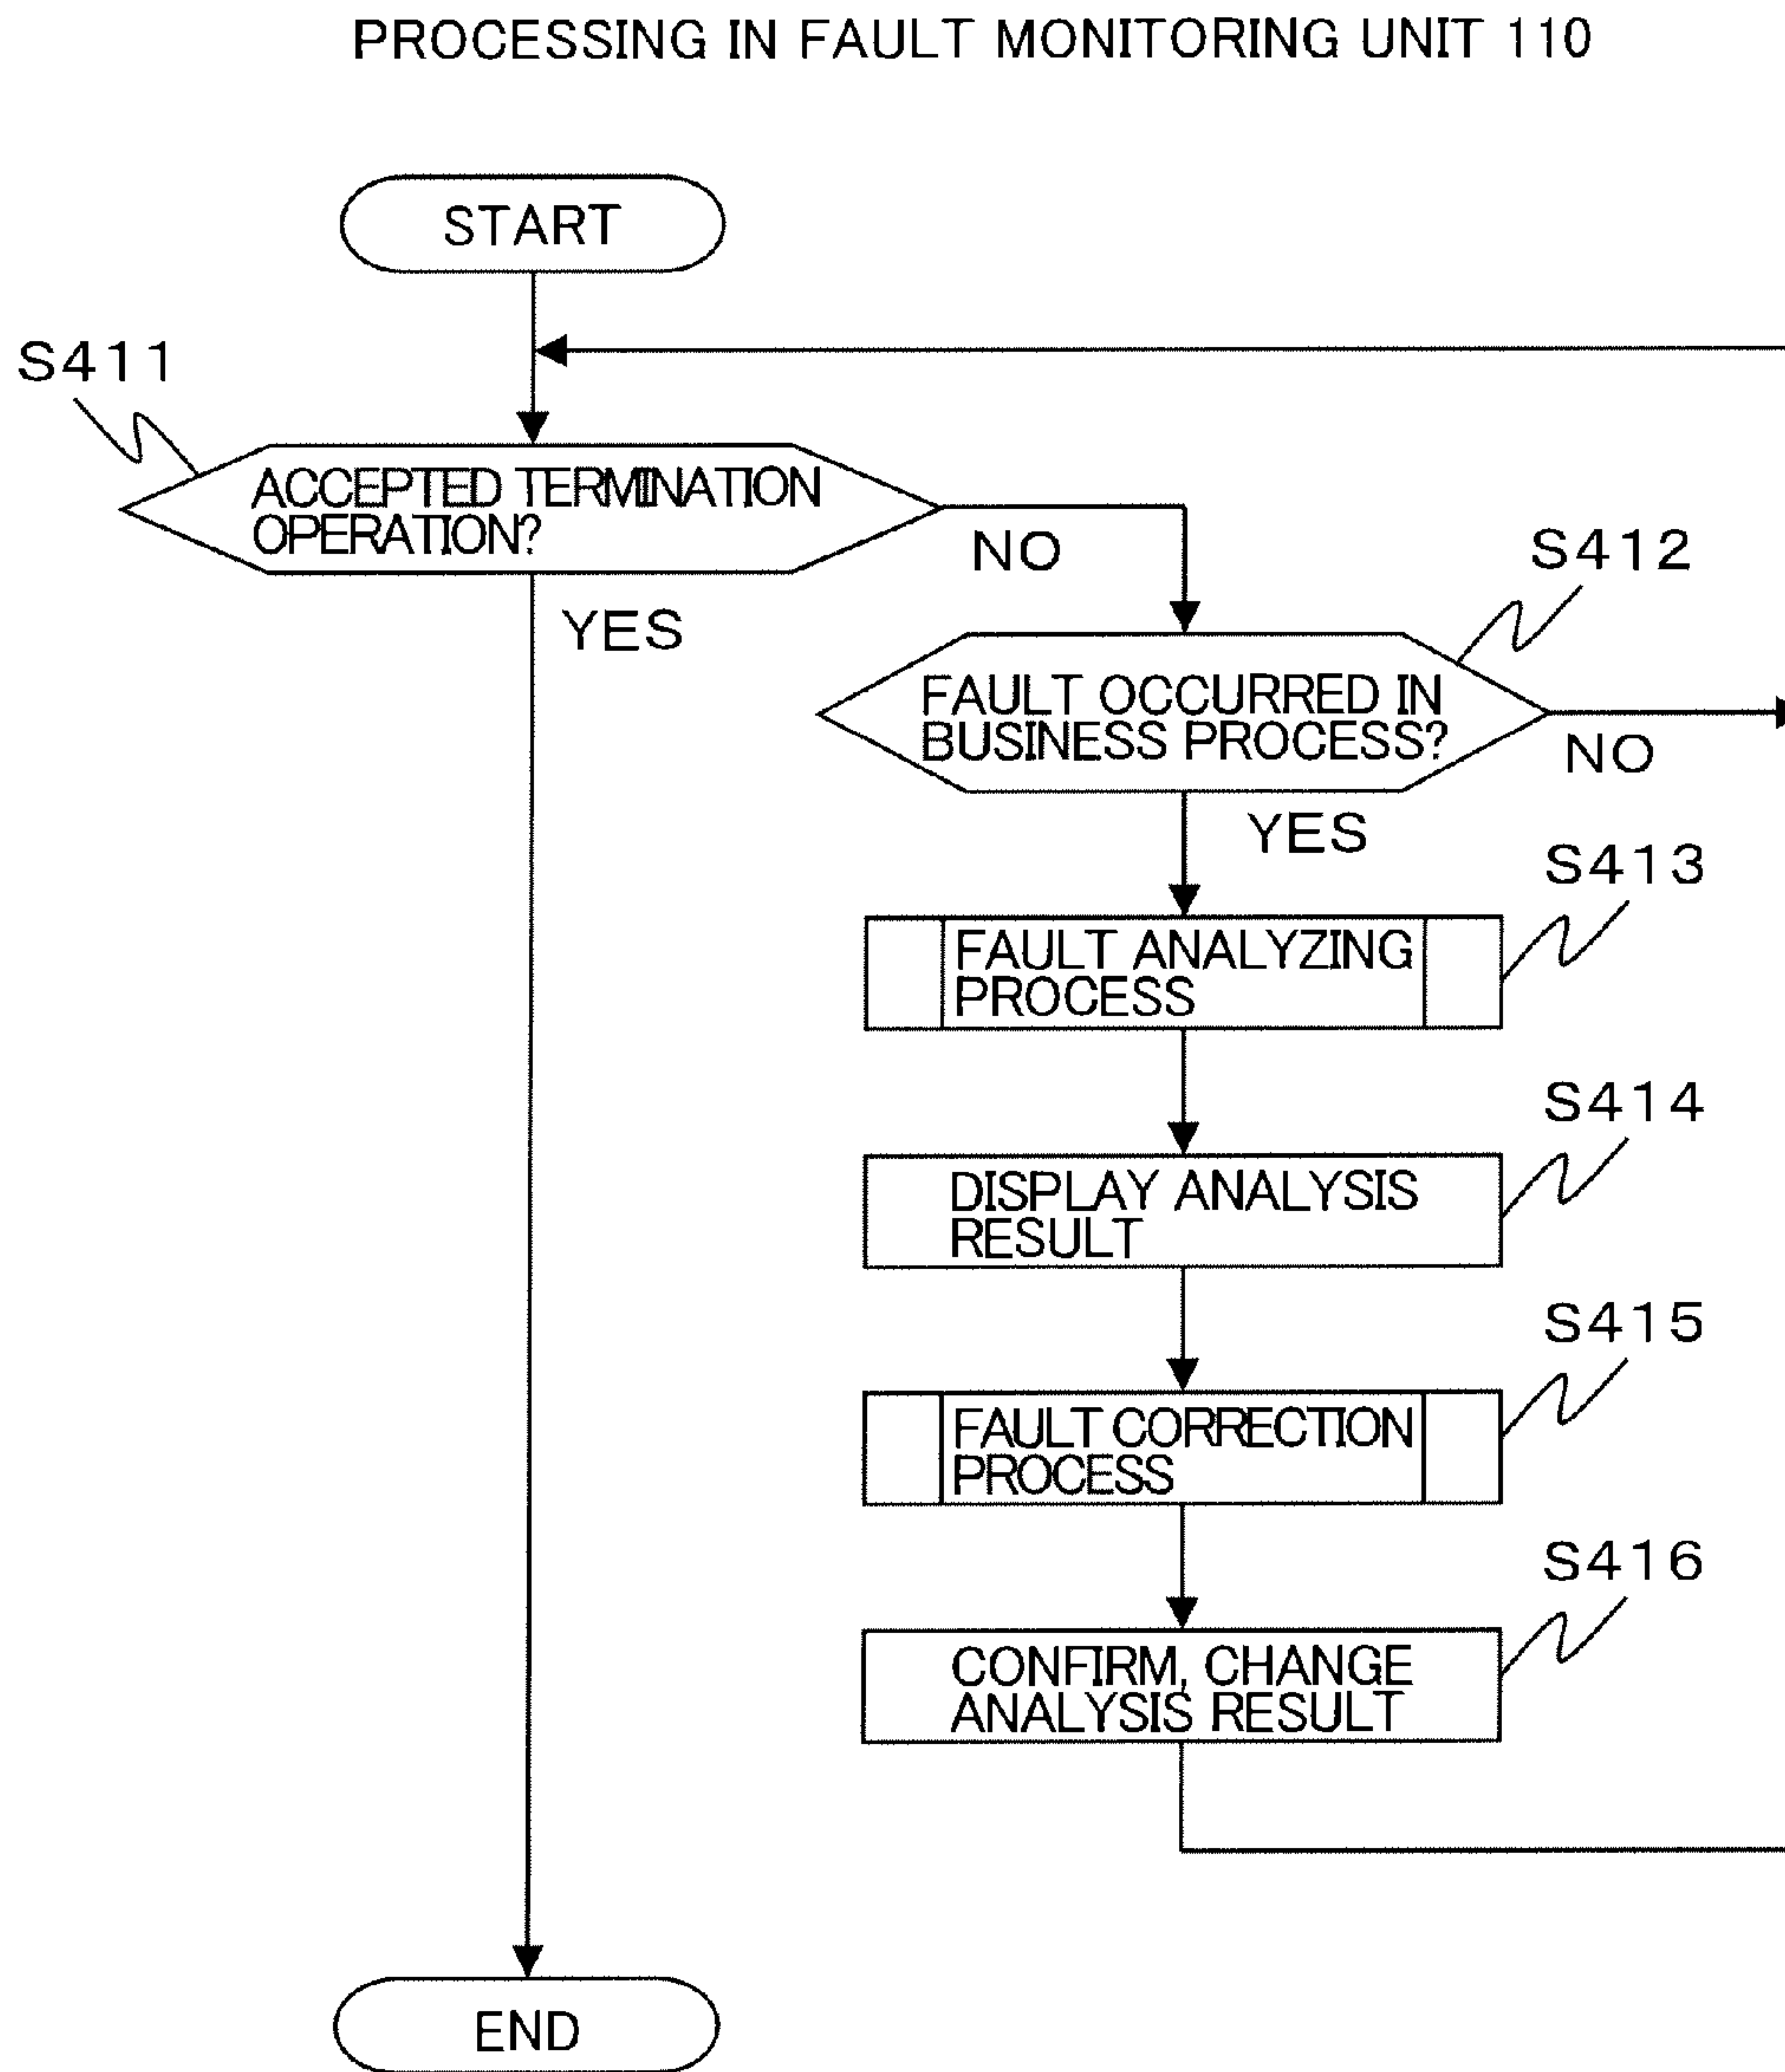 PROCESSING IN FAULT MONITORING UNIT 110
START
S411
ACCEPTED TERMINATION
OPERATION?
NO
YES
S412
FAULT OCCURRED IN
BUSINESS PROCESS?
NO
YES
S413
FAULT ANALYZING
PROCESS
S414
DISPLAY ANALYSIS
RESULT
S415
FAULT CORRECTION
PROCESS
S416
CONFIRM, CHANGE
ANALYSIS RESULT
END